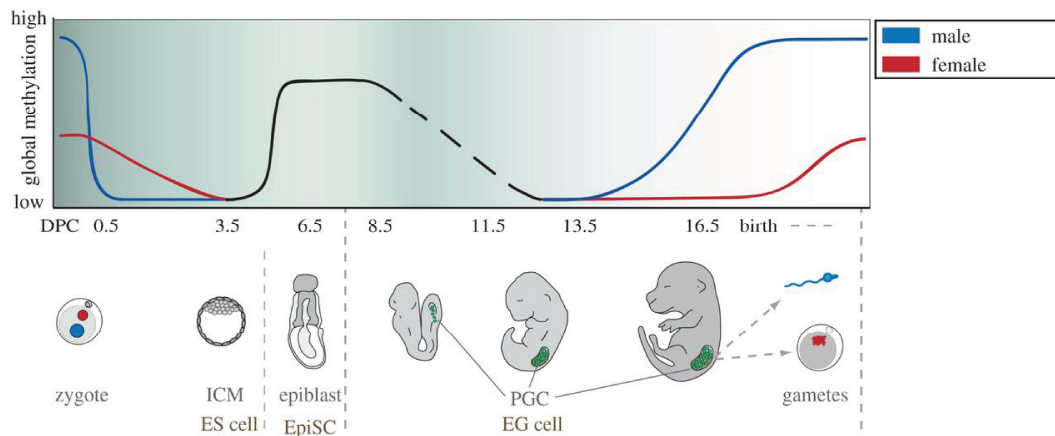 high
global methylation
low
male
female
DPC 0.5 3.5 6.5 8.5 11.5 13.5 16.5 birth
zygote ICM epiblast PGC gametes
ES cell EpiSC EG cell